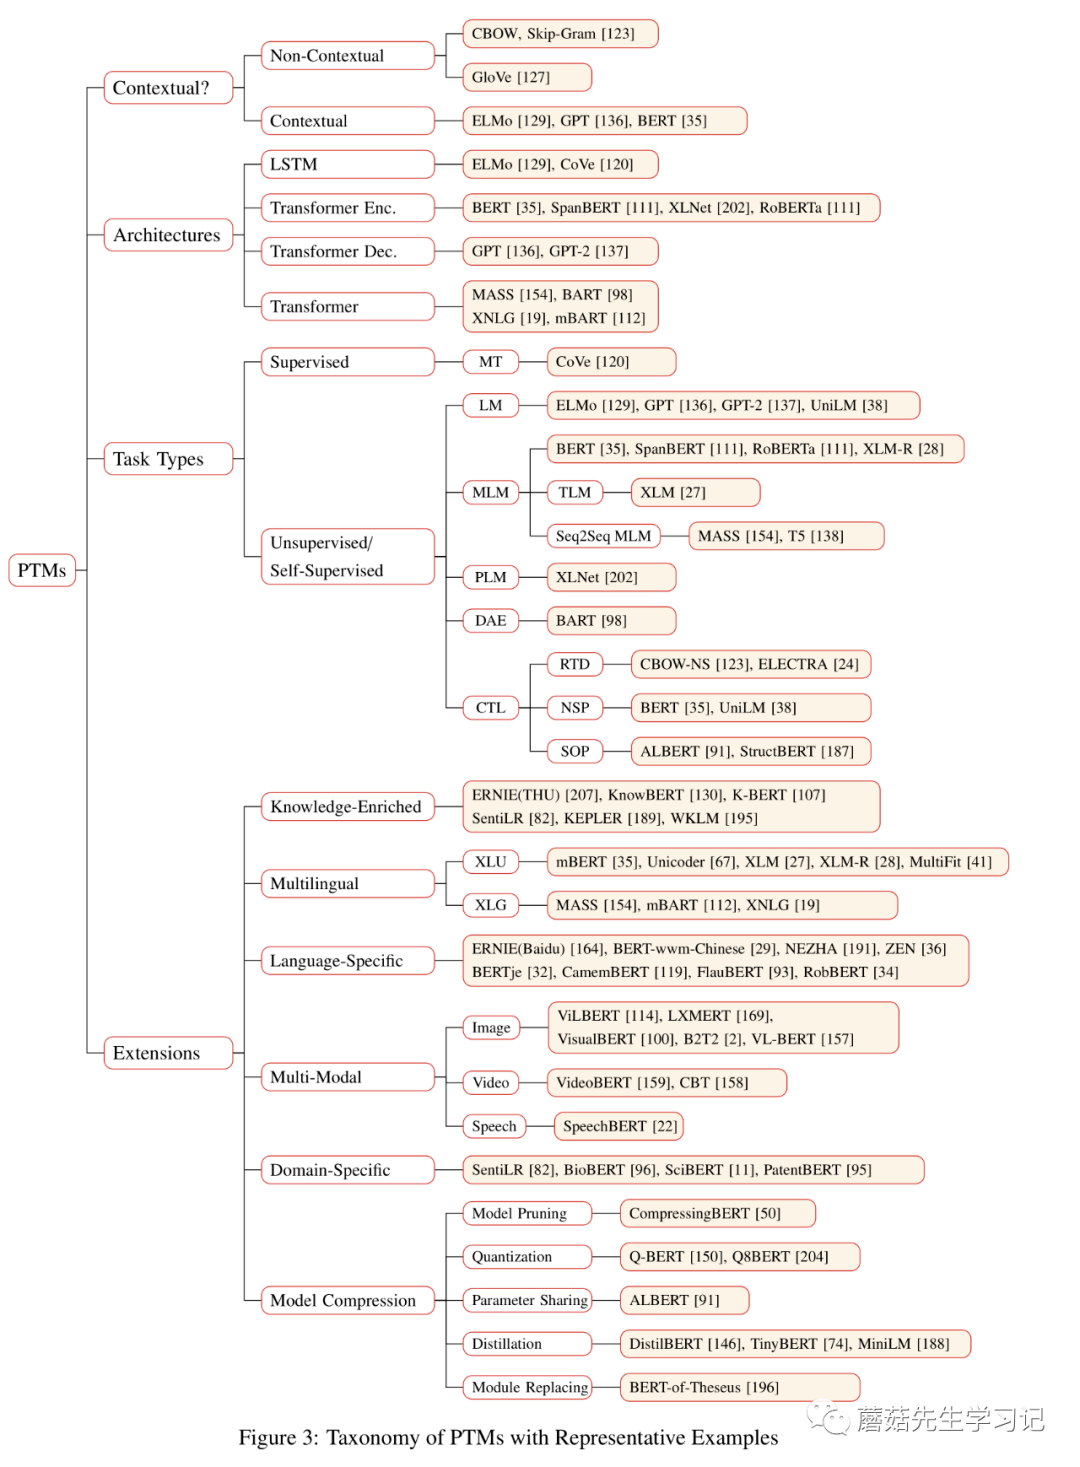 PTMs
Contextual?
Non-Contextual
CBOW, Skip-Gram [123]
GloVe [127]
Contextual
ELMo [129], GPT [136], BERT [35]
Architectures
LSTM
ELMo [129], CoVe [120]
Transformer Enc.
BERT [35], SpanBERT [111], XLNet [202], RoBERTa [111]
Transformer Dec.
GPT [136], GPT-2 [137]
Transformer
MASS [154], BART [98]
XNLG [19], mBART [112]
Task Types
Supervised
MT
CoVe [120]
Unsupervised/
Self-Supervised
LM
ELMo [129], GPT [136], GPT-2 [137], UniLM [38]
MLM
BERT [35], SpanBERT [111], RoBERTa [111], XLM-R [28]
TLM
XLM [27]
Seq2Seq MLM
MASS [154], T5 [138]
PLM
XLNet [202]
DAE
BART [98]
CTL
RTD
CBOW-NS [123], ELECTRA [24]
NSP
BERT [35], UniLM [38]
SOP
ALBERT [91], StructBERT [187]
Extensions
Knowledge-Enriched
ERNIE(THU) [207], KnowBERT [130], K-BERT [107]
SentiLR [82], KEPLER [189], WKLM [195]
Multilingual
XLU
mBERT [35], Unicoder [67], XLM [27], XLM-R [28], MultiFit [41]
XLG
MASS [154], mBART [112], XNLG [19]
Language-Specific
ERNIE(Baidu) [164], BERT-wwm-Chinese [29], NEZHA [191], ZEN [36]
BERTje [32], CamemBERT [119], FlauBERT [93], RobBERT [34]
Multi-Modal
Image
ViLBERT [114], LXMERT [169],
VisualBERT [100], B2T2 [2], VL-BERT [157]
Video
VideoBERT [159], CBT [158]
Speech
SpeechBERT [22]
Domain-Specific
SentiLR [82], BioBERT [96], SciBERT [11], PatentBERT [95]
Model Compression
Model Pruning
CompressingBERT [50]
Quantization
Q-BERT [150], Q8BERT [204]
Parameter Sharing
ALBERT [91]
Distillation
DistilBERT [146], TinyBERT [74], MiniLM [188]
Module Replacing
BERT-of-Theseus [196]
蘑菇先生学习记
Figure 3: Taxonomy of PTMs with Representative Examples